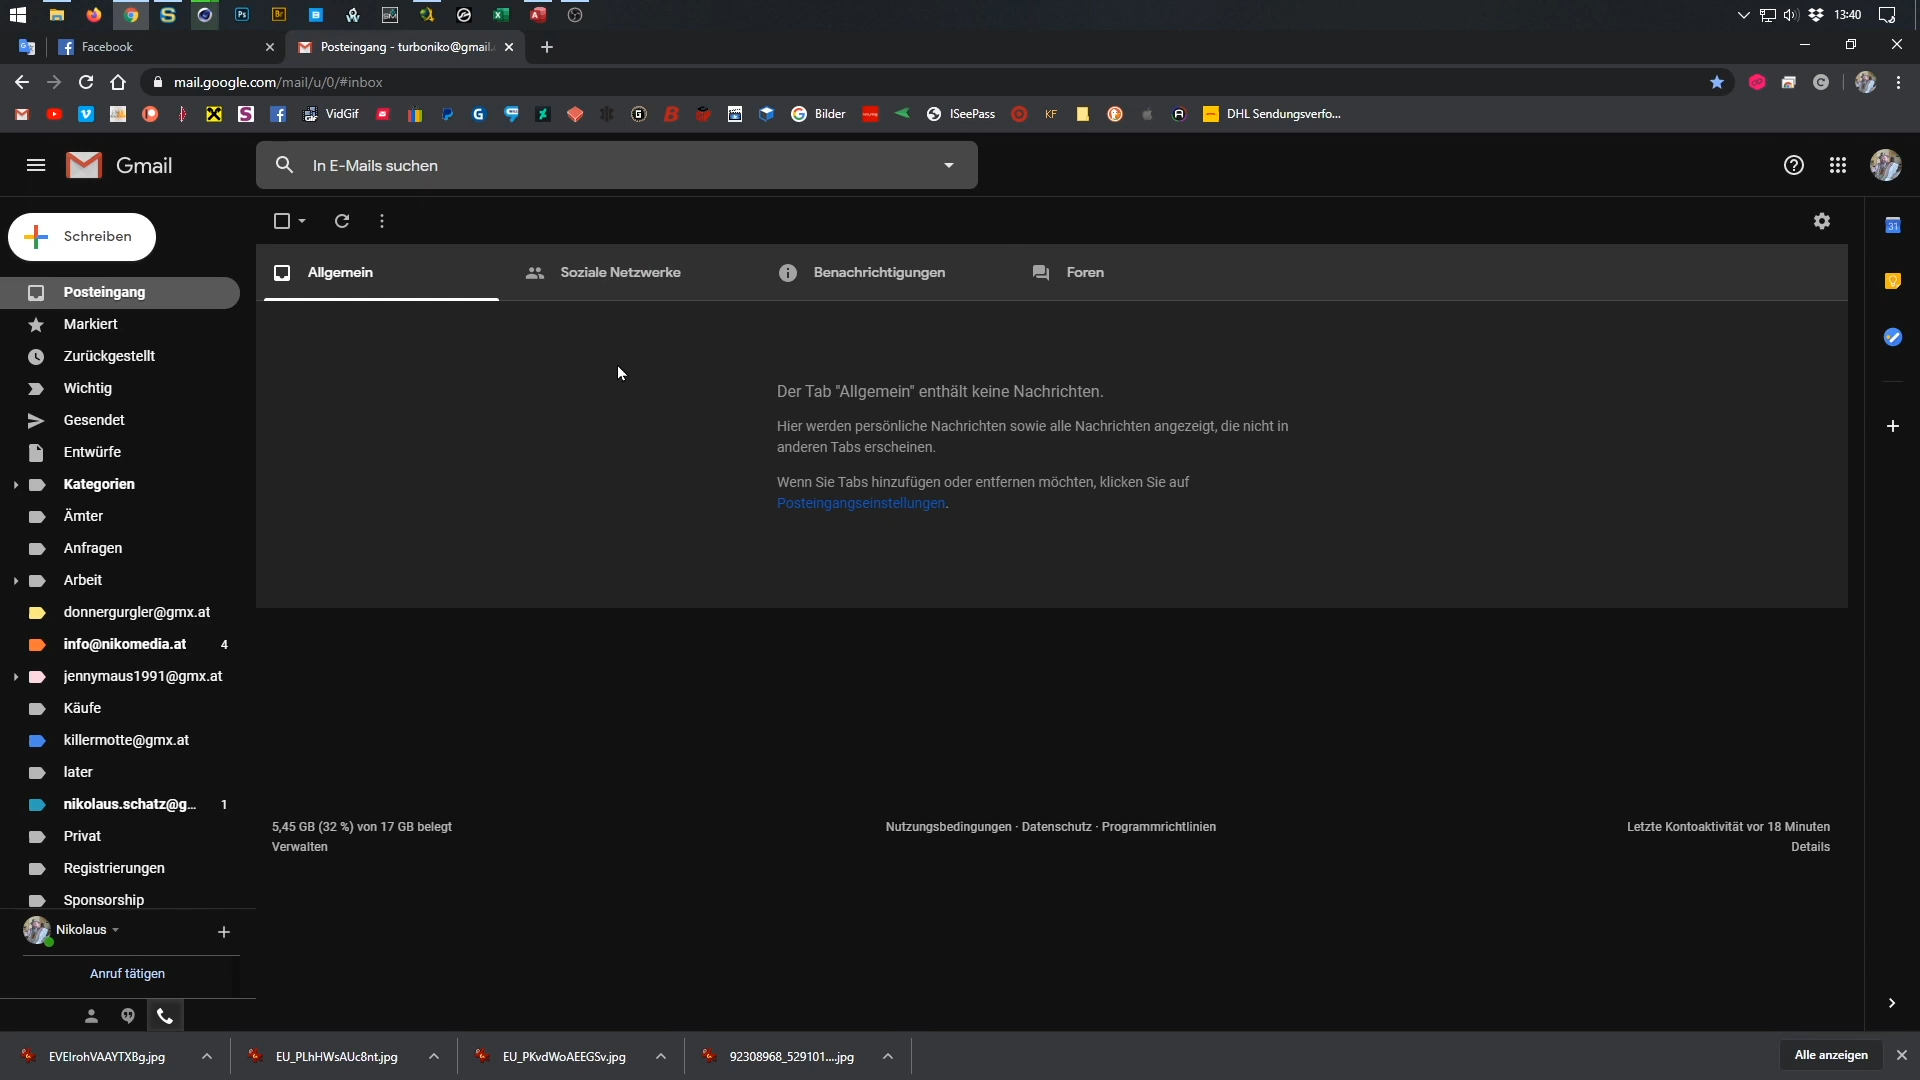 13:40
Facebook
Posteingang - turboniko@gmail.
mail.google.com/mail/u/0/#inbox
VidGif
Bilder
ISeePass
KF
DHL Sendungsverfo...
Gmail
In E-Mails suchen
Schreiben
Allgemein
Soziale Netzwerke
Benachrichtigungen
Foren
Posteingang
Markiert
Zurückgestellt
Wichtig
Gesendet
Entwürfe
Kategorien
Ämter
Anfragen
Arbeit
donnergurgler@gmx.at
info@nikomedia.at 4
jennymaus1991@gmx.at
Käufe
killermotte@gmx.at
later
nikolaus.schatz@g... 1
Privat
Registrierungen
Sponsorship
Der Tab "Allgemein" enthält keine Nachrichten.
Hier werden persönliche Nachrichten sowie alle Nachrichten angezeigt, die nicht in
anderen Tabs erscheinen.
Wenn Sie Tabs hinzufügen oder entfernen möchten, klicken Sie auf
Posteingangseinstellungen.
5,45 GB (32 %) von 17 GB belegt
Verwalten
Nutzungsbedingungen · Datenschutz · Programmrichtlinien
Letzte Kontoaktivität vor 18 Minuten
Details
31
Nikolaus
Anruf tätigen
EVEIrohVAAYTXBg.jpg
EU_PLhHWsAUc8nt.jpg
EU_PKvdWoAEEGSv.jpg
92308968_529101....jpg
Alle anzeigen